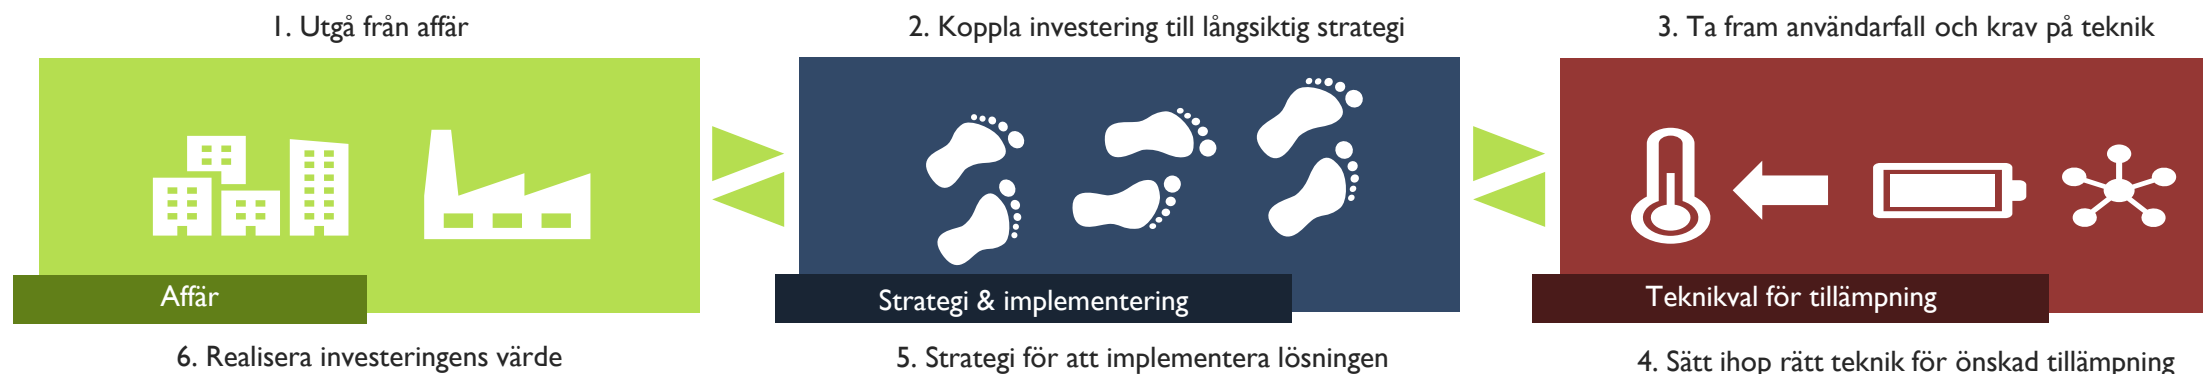 1. Utgå från affär
2. Koppla investering till långsiktig strategi
3. Ta fram användarfall och krav på teknik
Affär
Strategi & implementering
Teknikval för tillämpning
6. Realisera investeringens värde
5. Strategi för att implementera lösningen
4. Sätt ihop rätt teknik för önskad tillämpning